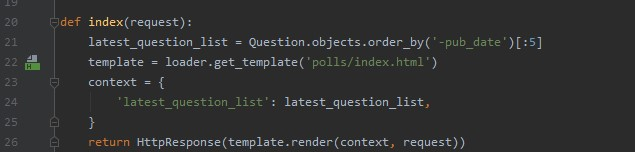 19
20 def index(request):
21     latest_question_list = Question.objects.order_by('-pub_date')[:5]
22     template = loader.get_template('polls/index.html')
23     context = {
24         'latest_question_list': latest_question_list,
25     }
26     return HttpResponse(template.render(context, request))